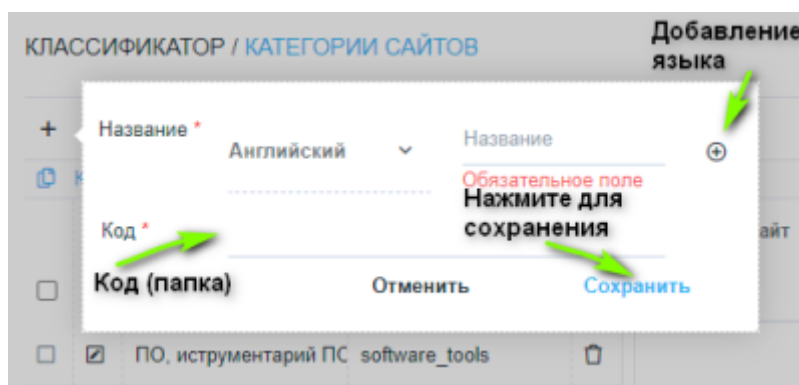 КЛАССИФИКАТОР / КАТЕГОРИИ САЙТОВ
Добавление
языка
Название *
Английский
Название
Обязательное поле
Нажмите для
сохранения
Код *
айт
Код (папка)
Отменить
Сохранить
ПО, иструментарий ПС
software_tools